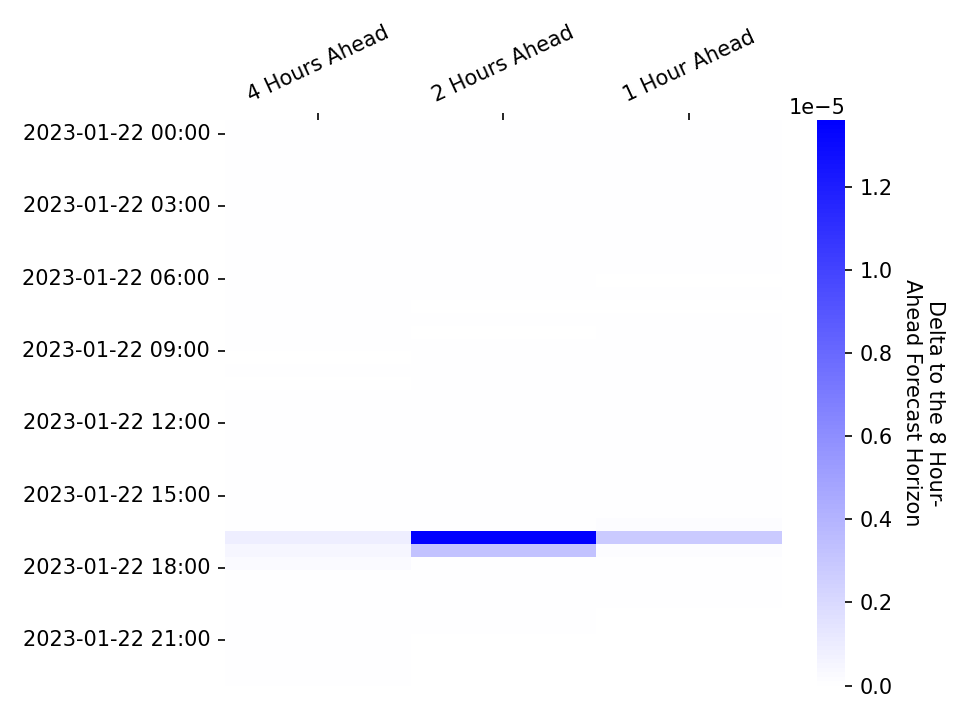 4 Hours Ahead
2 Hours Ahead
1 Hour Ahead
1e−5
2023-01-22 00:00
2023-01-22 03:00
2023-01-22 06:00
2023-01-22 09:00
2023-01-22 12:00
2023-01-22 15:00
2023-01-22 18:00
2023-01-22 21:00
1.2
1.0
0.8
0.6
0.4
0.2
0.0
Delta to the 8 Hour-
Ahead Forecast Horizon